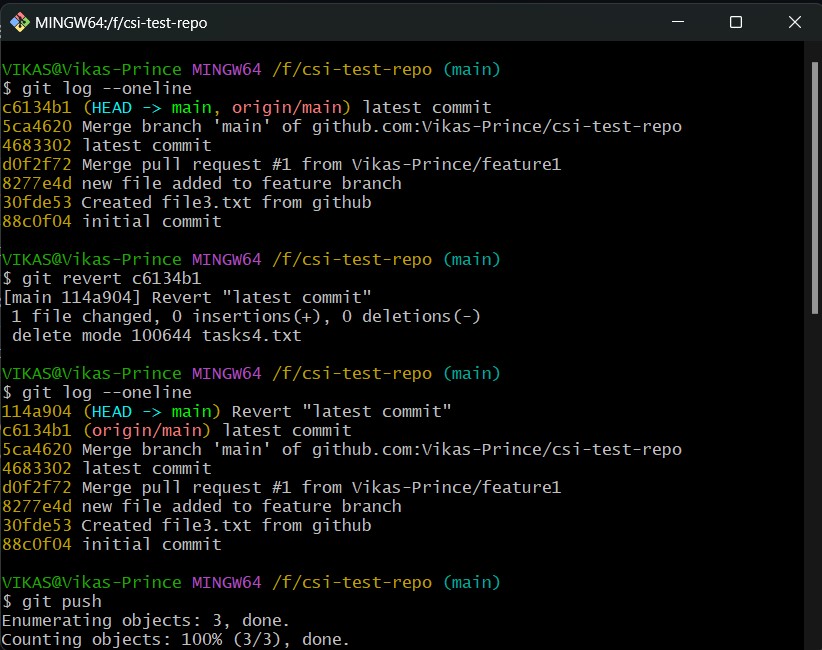 MINGW64:/f/csi-test-repo
VIKAS@Vikas-Prince MINGW64 /f/csi-test-repo (main)
$ git log --oneline
c6134b1 (HEAD -> main, origin/main) latest commit
5ca4620 Merge branch 'main' of github.com:Vikas-Prince/csi-test-repo
4683302 latest commit
d0f2f72 Merge pull request #1 from Vikas-Prince/feature1
8277e4d new file added to feature branch
30fde53 Created file3.txt from github
88c0f04 initial commit
VIKAS@Vikas-Prince MINGW64 /f/csi-test-repo (main)
$ git revert c6134b1
[main 114a904] Revert "latest commit"
1 file changed, 0 insertions(+), 0 deletions(-)
delete mode 100644 tasks4.txt
VIKAS@Vikas-Prince MINGW64 /f/csi-test-repo (main)
$ git log --oneline
114a904 (HEAD -> main) Revert "latest commit"
c6134b1 (origin/main) latest commit
5ca4620 Merge branch 'main' of github.com:Vikas-Prince/csi-test-repo
4683302 latest commit
d0f2f72 Merge pull request #1 from Vikas-Prince/feature1
8277e4d new file added to feature branch
30fde53 Created file3.txt from github
88c0f04 initial commit
VIKAS@Vikas-Prince MINGW64 /f/csi-test-repo (main)
$ git push
Enumerating objects: 3, done.
Counting objects: 100% (3/3), done.